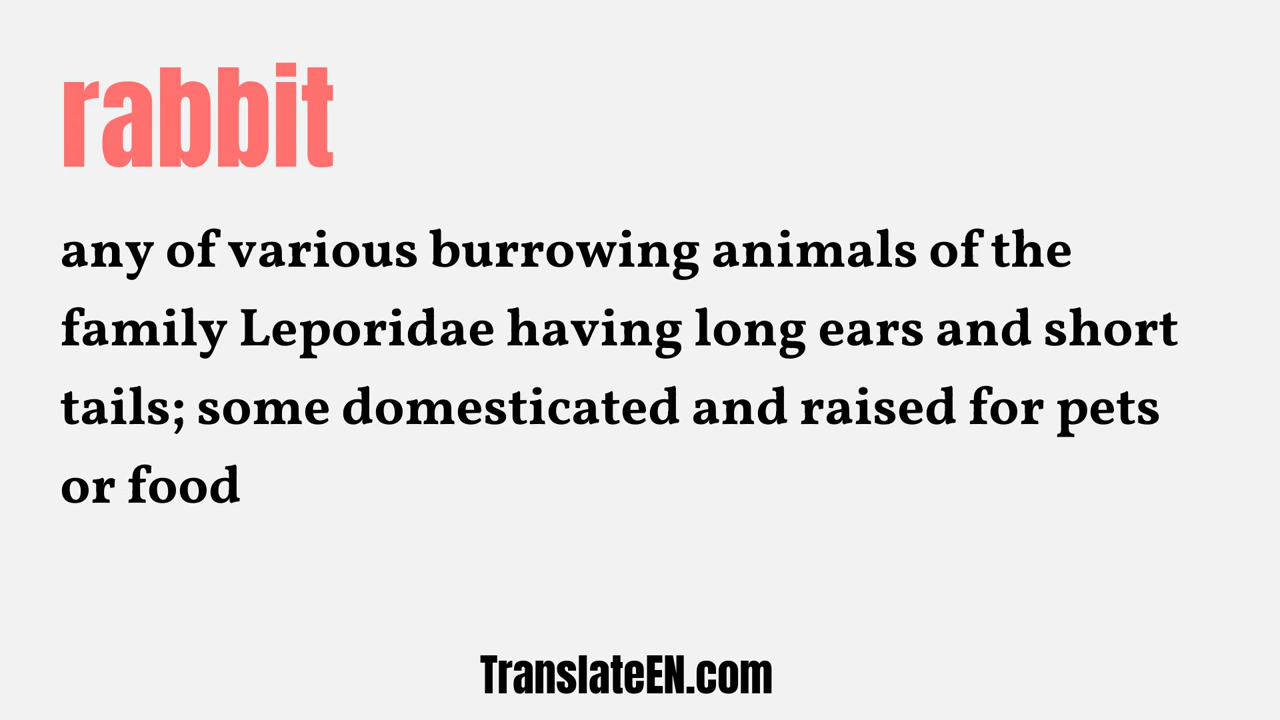 rabbit
any of various burrowing animals of the
family Leporidae having long ears and short
tails; some domesticated and raised for pets
or food
TranslateEN.com